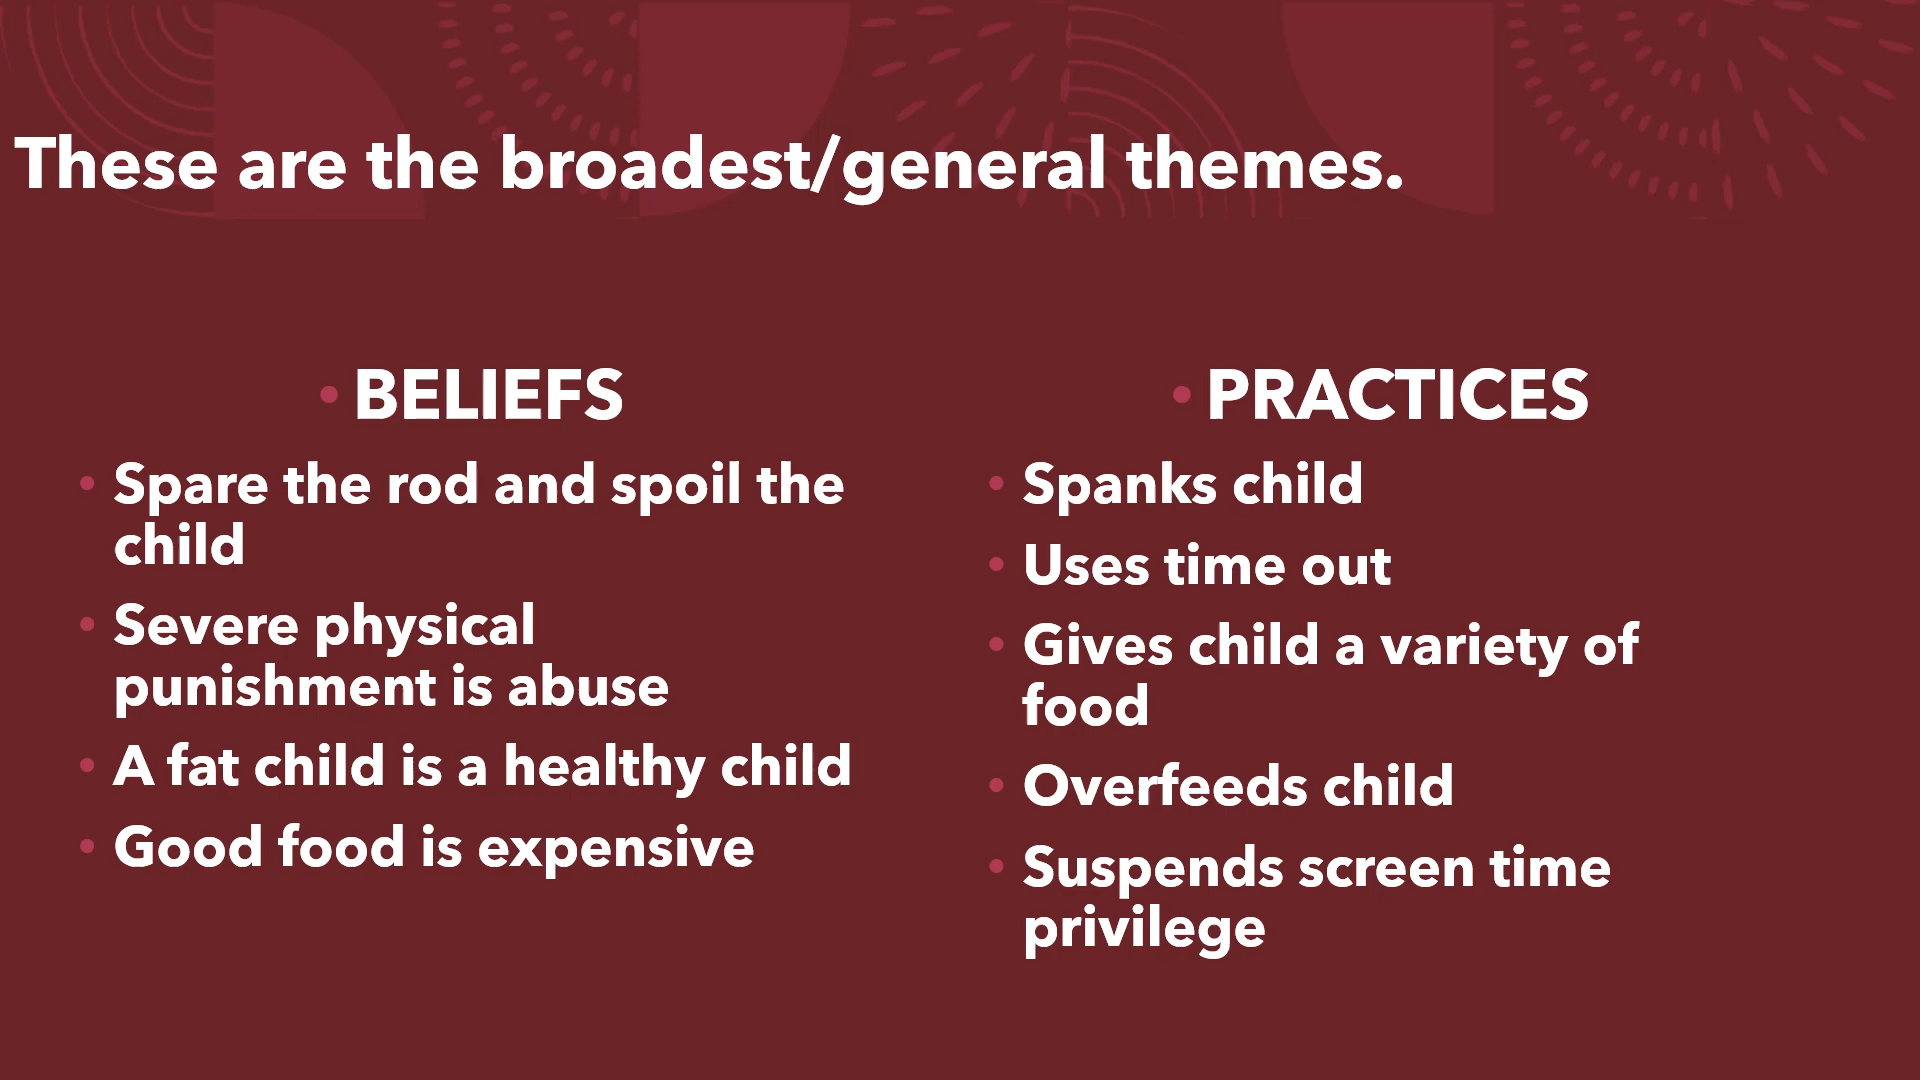 These are the broadest/general themes.
• BELIEFS
• Spare the rod and spoil the
child
• Severe physical
punishment is abuse
• A fat child is a healthy child
• Good food is expensive
• PRACTICES
• Spanks child
• Uses time out
• Gives child a variety of
food
• Overfeeds child
• Suspends screen time
privilege